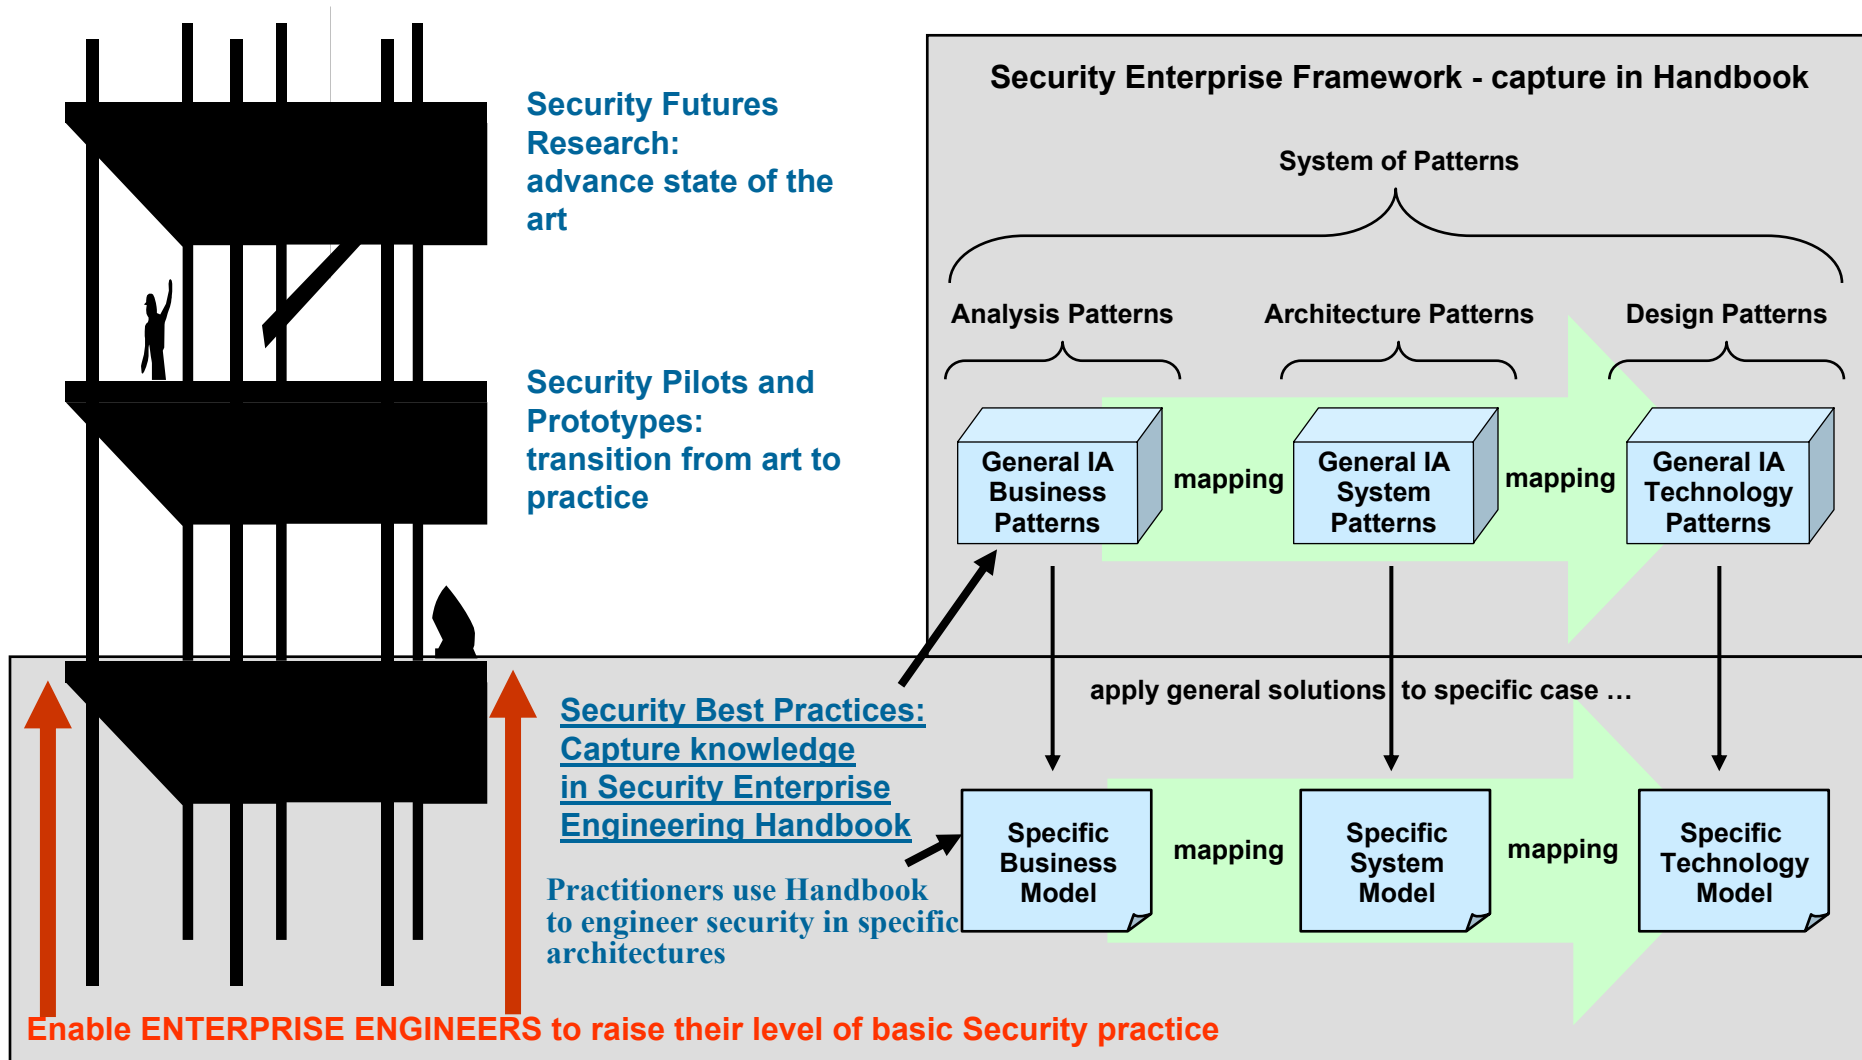 Security Futures
Research:
advance state of the
art
Security Pilots and
Prototypes:
transition from art to
practice
Security Enterprise Framework - capture in Handbook
System of Patterns
Analysis Patterns
Architecture Patterns
Design Patterns
General IA
Business
Patterns
mapping
General IA
System
Patterns
mapping
General IA
Technology
Patterns
apply general solutions to specific case …
Security Best Practices:
Capture knowledge
in Security Enterprise
Engineering Handbook
Practitioners use Handbook
to engineer security in specific
architectures
Specific
Business
Model
mapping
Specific
System
Model
mapping
Specific
Technology
Model
Enable ENTERPRISE ENGINEERS to raise their level of basic Security practice